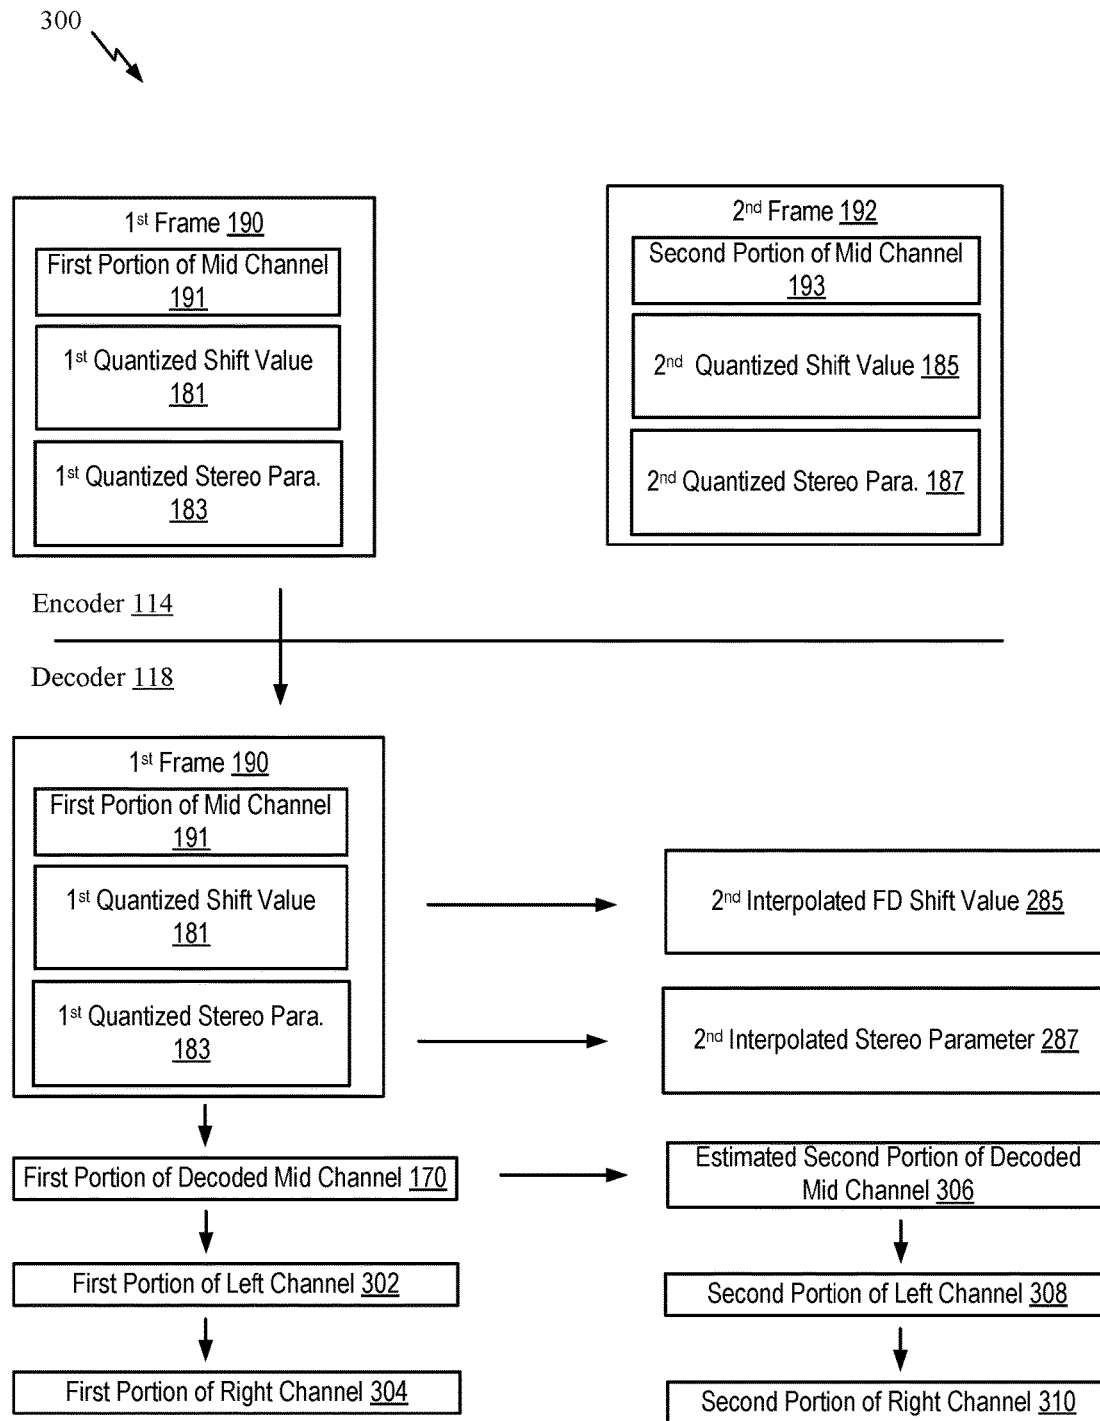 300
1st Frame 190
First Portion of Mid Channel
191
1st Quantized Shift Value
181
1st Quantized Stereo Para.
183
2nd Frame 192
Second Portion of Mid Channel
193
2nd Quantized Shift Value 185
2nd Quantized Stereo Para. 187
Encoder 114
Decoder 118
1st Frame 190
First Portion of Mid Channel
191
1st Quantized Shift Value
181
1st Quantized Stereo Para.
183
2nd Interpolated FD Shift Value 285
2nd Interpolated Stereo Parameter 287
First Portion of Decoded Mid Channel 170
Estimated Second Portion of Decoded
Mid Channel 306
First Portion of Left Channel 302
Second Portion of Left Channel 308
First Portion of Right Channel 304
Second Portion of Right Channel 310